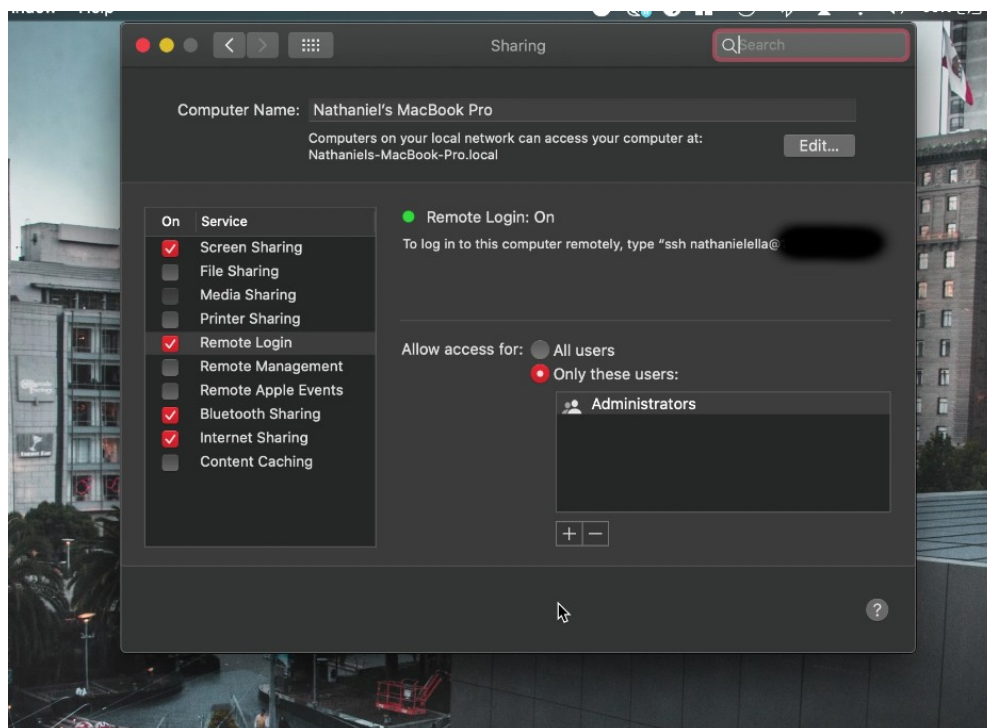 Sharing
Search
Computer Name: Nathaniel's MacBook Pro
Computers on your local network can access your computer at:
Nathaniels-MacBook-Pro.local
Edit...
On Service
Screen Sharing
File Sharing
Media Sharing
Printer Sharing
Remote Login
Remote Management
Remote Apple Events
Bluetooth Sharing
Internet Sharing
Content Caching
Remote Login: On
To log in to this computer remotely, type “ssh nathanielella@
Allow access for: All users
Only these users:
Administrators
+ −
?